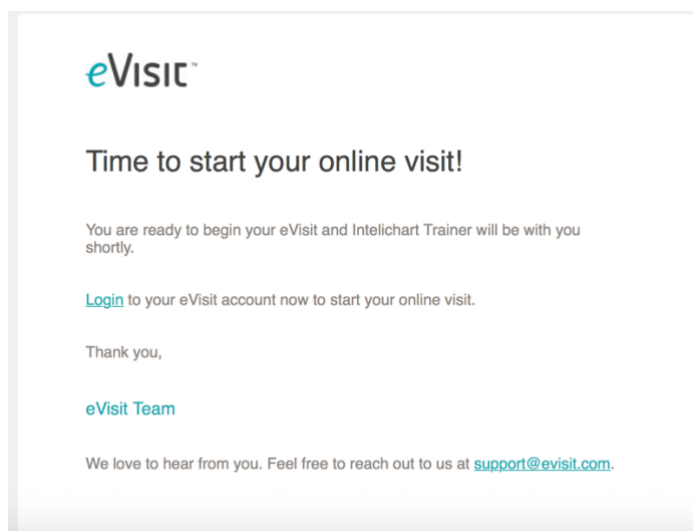 eVisit™
Time to start your online visit!
You are ready to begin your eVisit and Intelichart Trainer will be with you
shortly.
Login to your eVisit account now to start your online visit.
Thank you,
eVisit Team
We love to hear from you. Feel free to reach out to us at support@evisit.com.